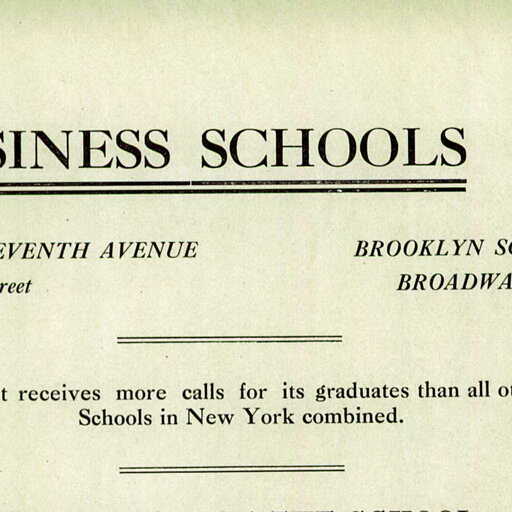 SINESS SCHOOLS
EVENTH AVENUE BROOKLYN
reet BROADWA
t receives more calls for its graduates than all
Schools in New York combined.
SCHOOL